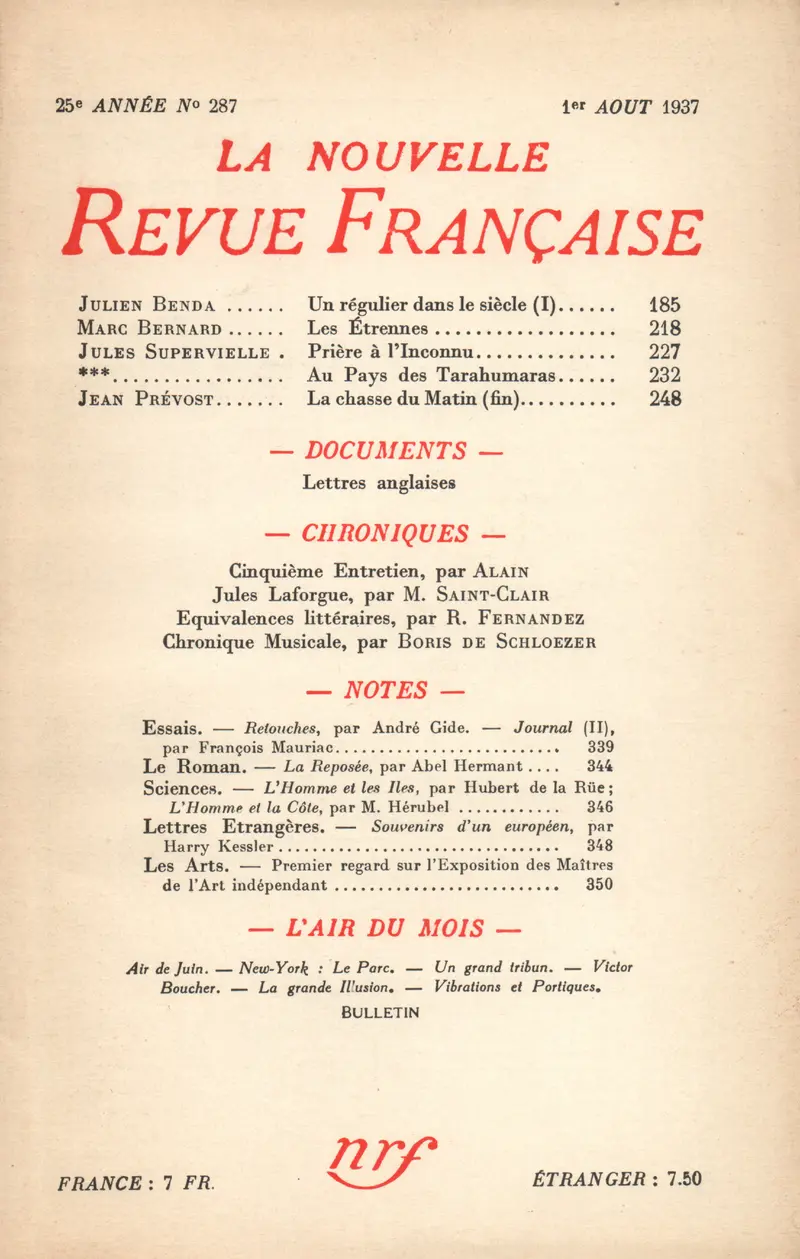 25e ANNÉE No 287 1er AOUT 1937
LA NOUVELLE
REVUE FRANÇAISE
JULIEN BENDA ...... Un régulier dans le siècle (I)...... 185
MARC BERNARD ...... Les Étrennes .................. 218
JULES SUPERVIELLE . Prière à l'Inconnu.............. 227
***................. Au Pays des Tarahumaras...... 232
JEAN PRÉVOST....... La chasse du Matin (fin).......... 248
— DOCUMENTS —
Lettres anglaises
— CHRONIQUES —
Cinquième Entretien, par ALAIN
Jules Laforgue, par M. SAINT-CLAIR
Equivalences littéraires, par R. FERNANDEZ
Chronique Musicale, par BORIS DE SCHLOEZER
— NOTES —
Essais. — Retouches, par André Gide. — Journal (II),
par François Mauriac.......................... 339
Le Roman. — La Reposée, par Abel Hermant .... 344
Sciences. — L'Homme et les Iles, par Hubert de la Rüe;
L'Homme et la Côte, par M. Hérubel ............ 346
Lettres Etrangères. — Souvenirs d'un européen, par
Harry Kessler ................................ 348
Les Arts. — Premier regard sur l'Exposition des Maîtres
de l'Art indépendant .......................... 350
— L'AIR DU MOIS —
Air de Juin. — New-York : Le Parc. — Un grand tribun. — Victor
Boucher. — La grande Illusion. — Vibrations et Portiques.
BULLETIN
nrf
FRANCE : 7 FR. ÉTRANGER : 7.50